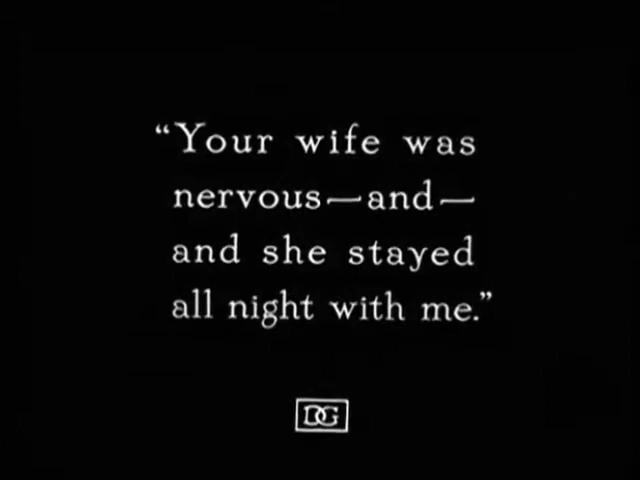 “Your wife was
nervous—and—
and she stayed
all night with me.”
DG